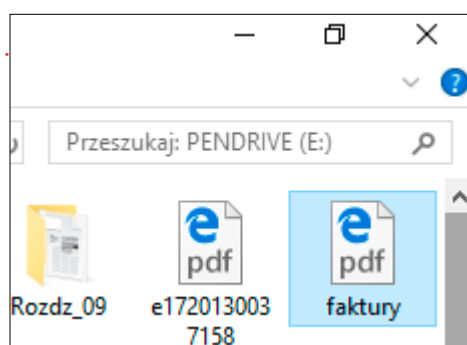 ?
Przeszukaj: PENDRIVE (E:)
pdf
pdf
Rozdz_09
e172013003
7158
faktury